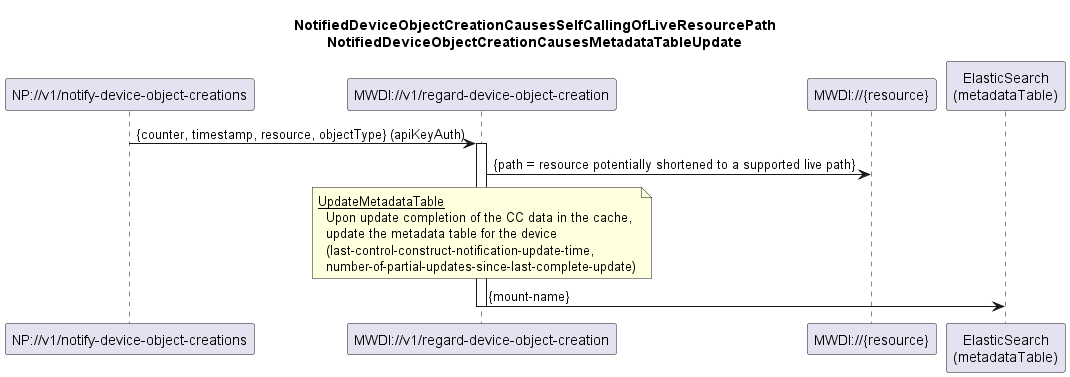 NotifiedDeviceObjectCreationCausesSelfCallingOfLiveResourcePath
NotifiedDeviceObjectCreationCausesMetadataTableUpdate
NP://v1/notify-device-object-creations
MWDI://v1/regard-device-object-creation
MWDI://{resource}
ElasticSearch
(metadataTable)
{counter, timestamp, resource, objectType} (apiKeyAuth)
{path = resource potentially shortened to a supported live path}
UpdateMetadataTable
Upon update completion of the CC data in the cache,
update the metadata table for the device
(last-control-construct-notification-update-time,
number-of-partial-updates-since-last-complete-update)
{mount-name}
NP://v1/notify-device-object-creations
MWDI://v1/regard-device-object-creation
MWDI://{resource}
ElasticSearch
(metadataTable)